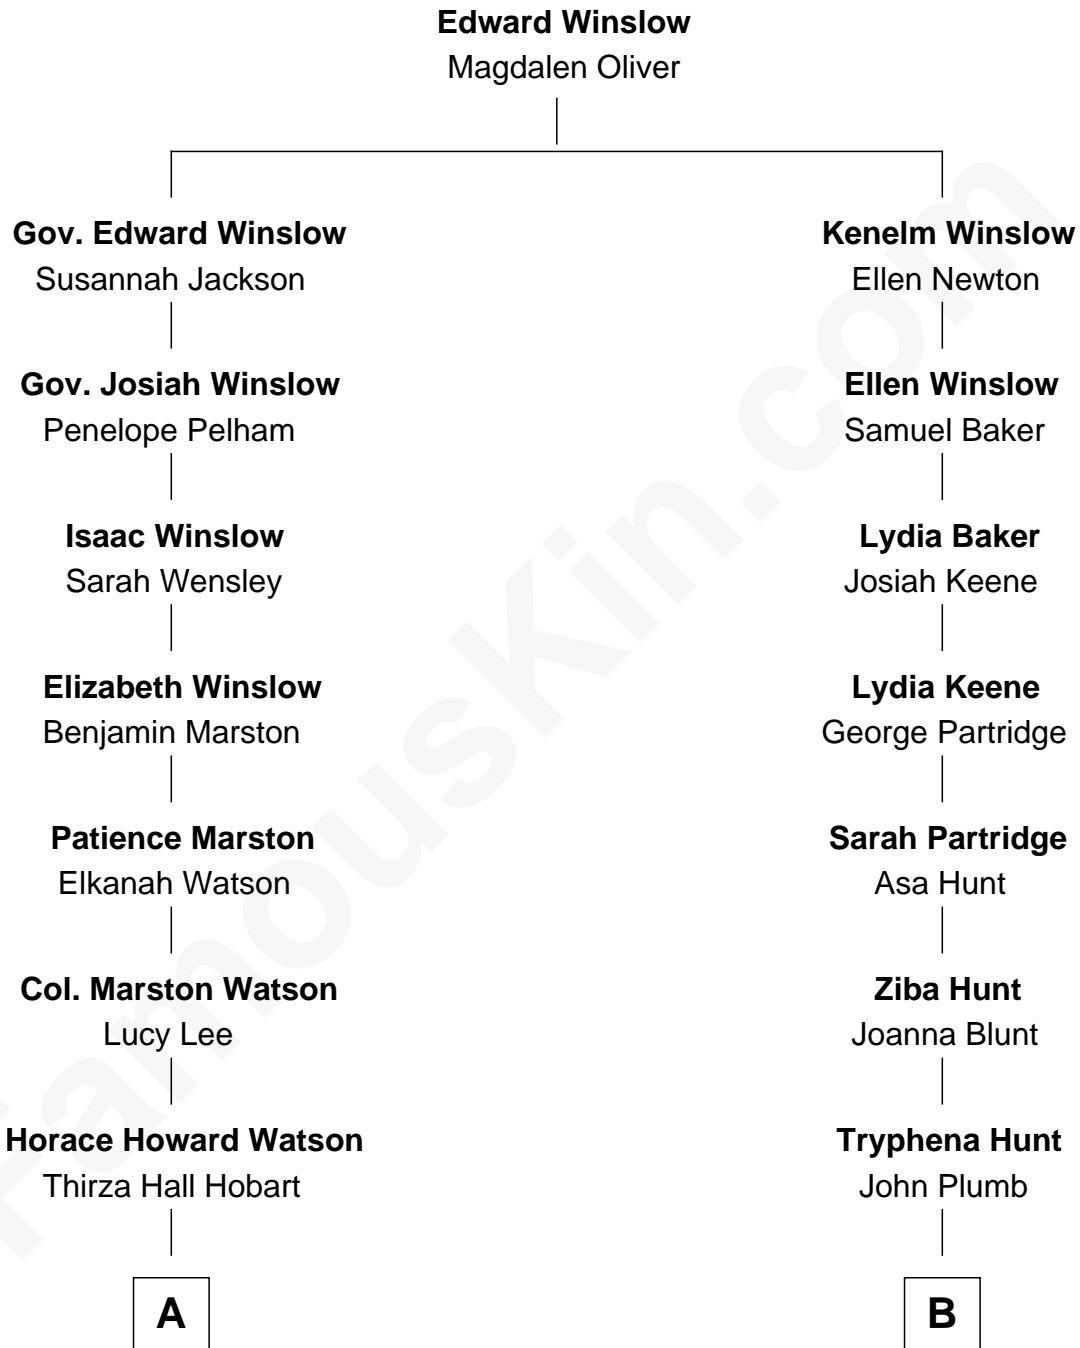 Edward Winslow
Magdalen Oliver
Gov. Edward Winslow
Susannah Jackson
Kenelm Winslow
Ellen Newton
Gov. Josiah Winslow
Penelope Pelham
Ellen Winslow
Samuel Baker
Isaac Winslow
Sarah Wensley
Lydia Baker
Josiah Keene
Elizabeth Winslow
Benjamin Marston
Lydia Keene
George Partridge
Patience Marston
Elkanah Watson
Sarah Partridge
Asa Hunt
Col. Marston Watson
Lucy Lee
Ziba Hunt
Joanna Blunt
Horace Howard Watson
Thirza Hall Hobart
Tryphena Hunt
John Plumb
A
B
FamousKin.com